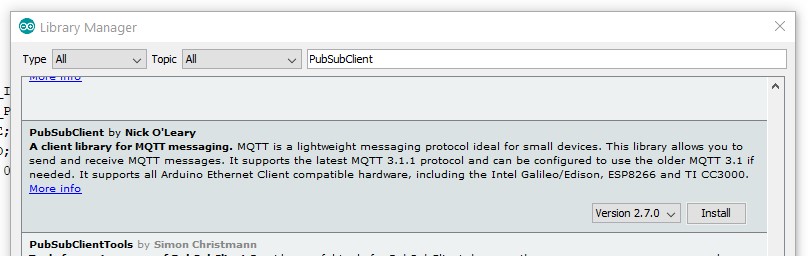 Library Manager
Type All Topic All PubSubClient
More info
PubSubClient by Nick O'Leary
A client library for MQTT messaging. MQTT is a lightweight messaging protocol ideal for small devices. This library allows you to
send and receive MQTT messages. It supports the latest MQTT 3.1.1 protocol and can be configured to use the older MQTT 3.1 if
needed. It supports all Arduino Ethernet Client compatible hardware, including the Intel Galileo/Edison, ESP8266 and TI CC3000.
More info
Version 2.7.0 Install
PubSubClientTools by Simon Christmann